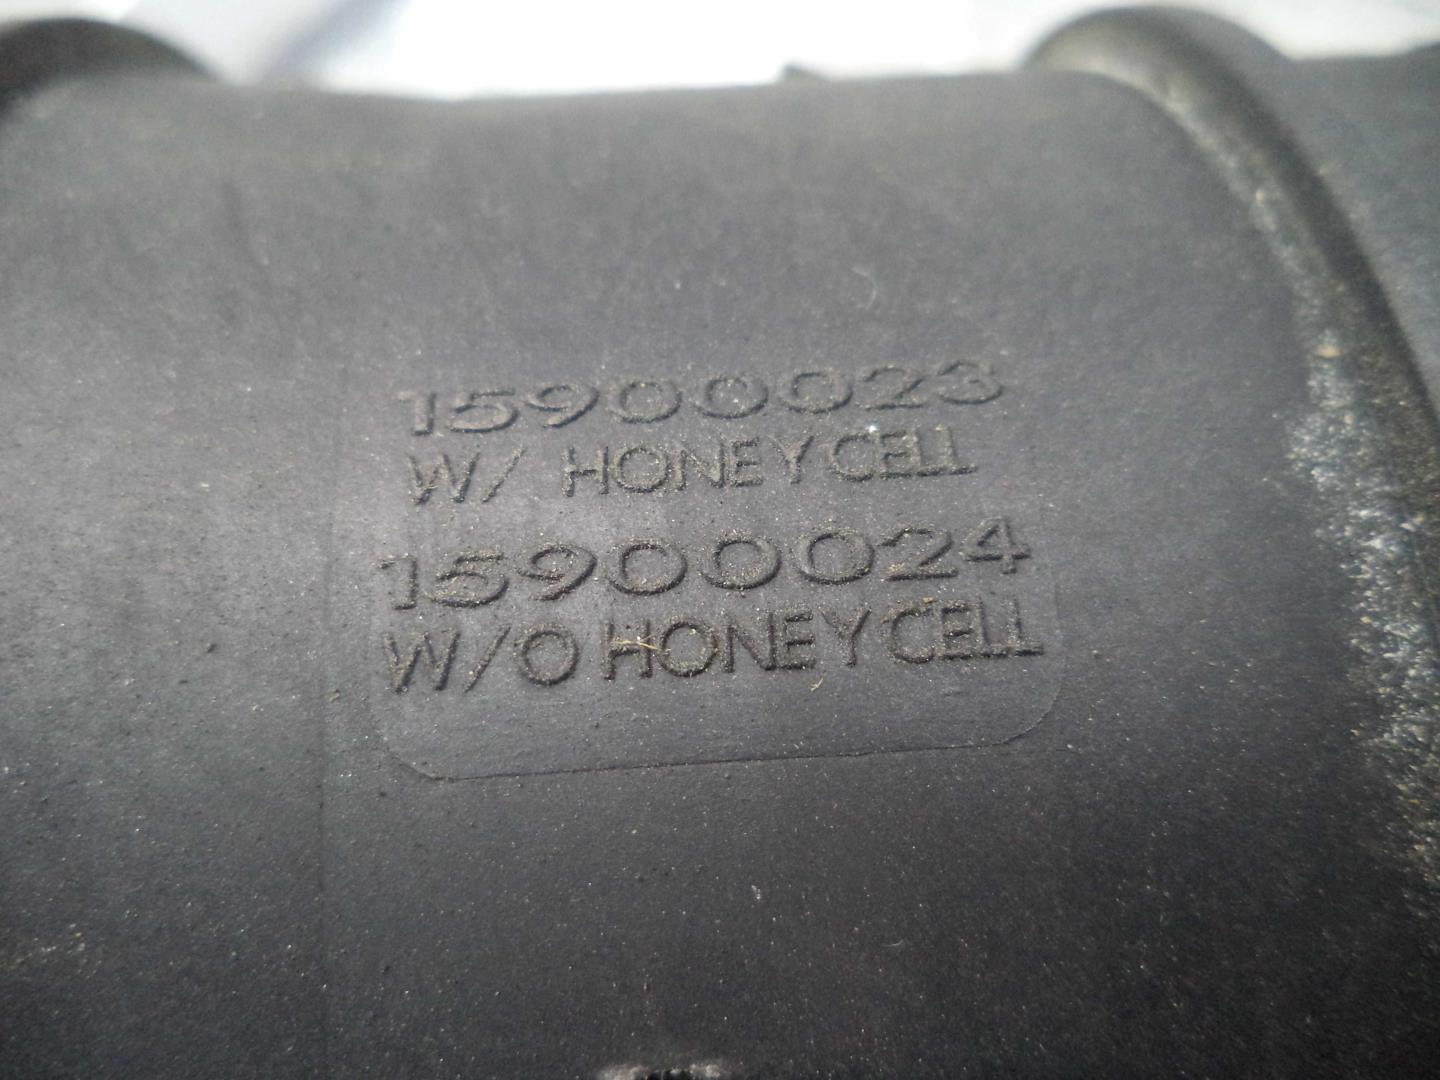 15900023
W/ HONEYCELL
15900024
W/O HONEYCELL